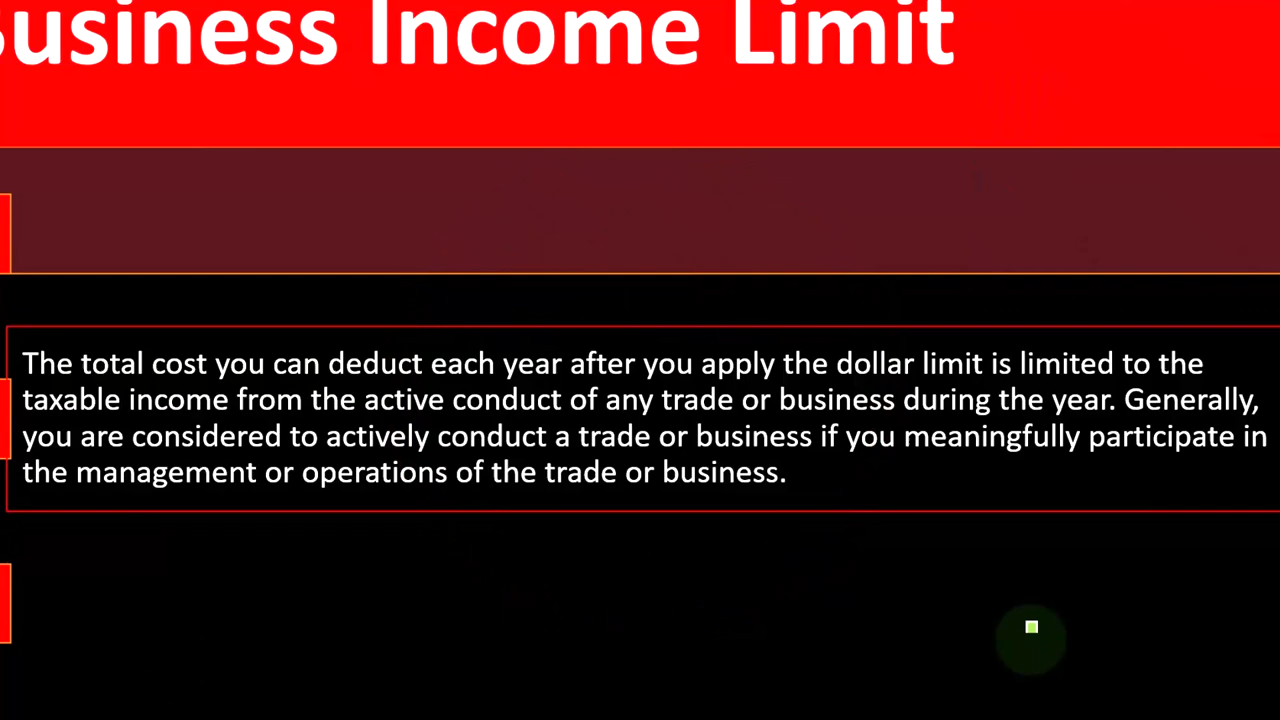 usiness Income Limit
The total cost you can deduct each year after you apply the dollar limit is limited to the
taxable income from the active conduct of any trade or business during the year. Generally,
you are considered to actively conduct a trade or business if you meaningfully participate in
the management or operations of the trade or business.